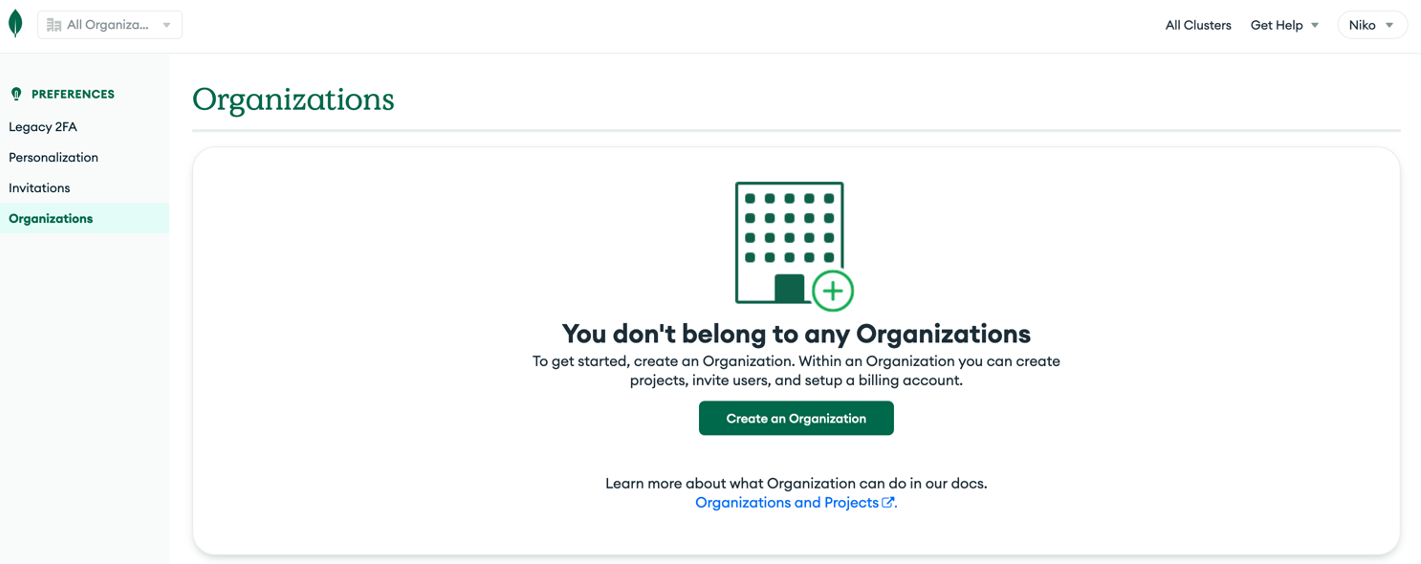 All Organiza...
All Clusters
Get Help
Niko
PREFERENCES
Legacy 2FA
Personalization
Invitations
Organizations
Organizations
You don't belong to any Organizations
To get started, create an Organization. Within an Organization you can create
projects, invite users, and setup a billing account.
Create an Organization
Learn more about what Organization can do in our docs.
Organizations and Projects.